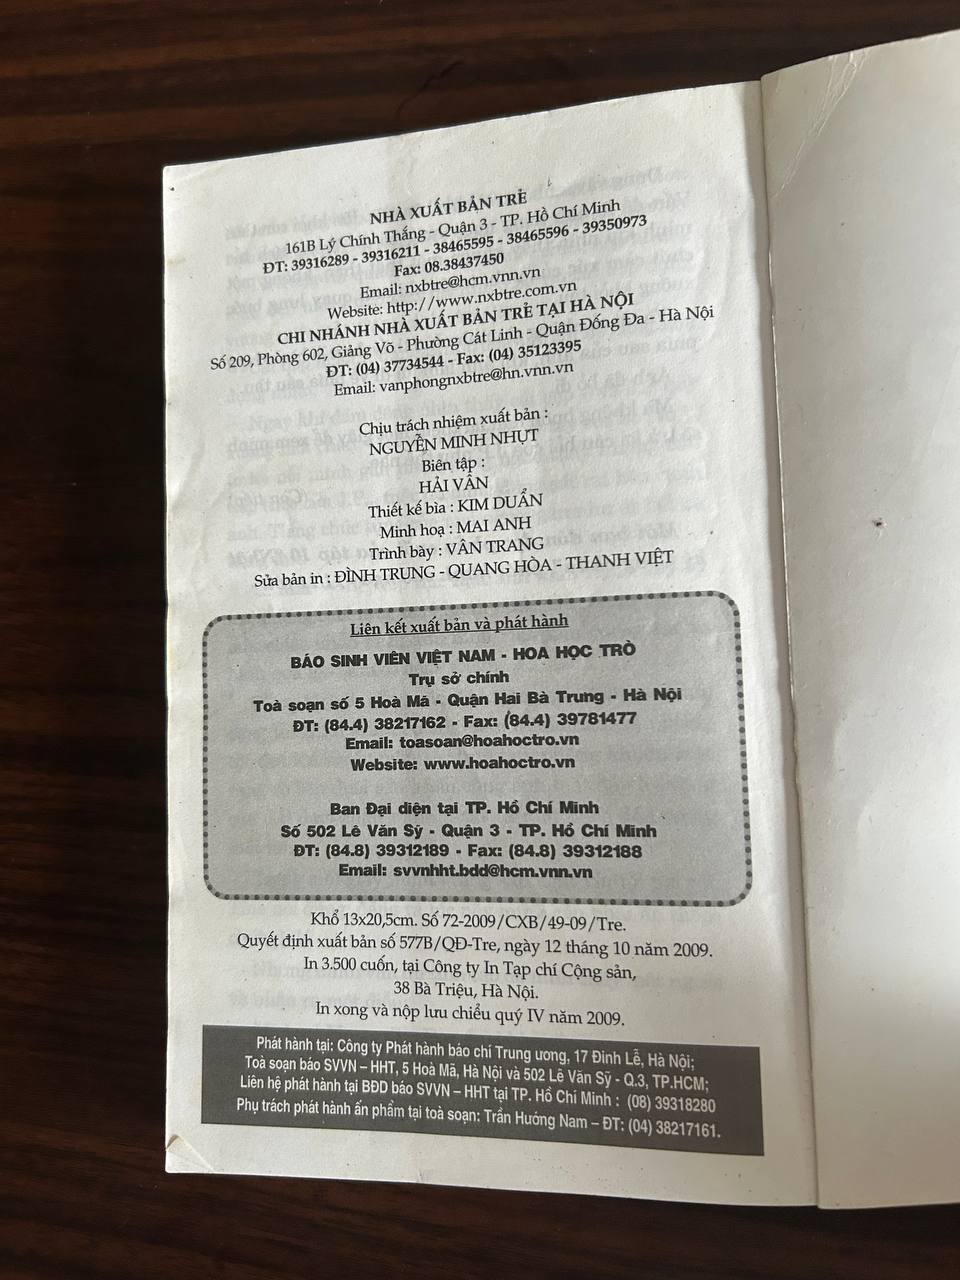 NHÀ XUẤT BẢN TRẺ
161B Lý Chính Thắng - Quận 3 - TP. Hồ Chí Minh
ĐT: 39316289 - 39316211 - 38465595 - 38465596 - 39350973
Fax: 08.38437450
Email: nxbtre@hcm.vnn.vn
Website: http://www.nxbtre.com.vn
CHI NHÁNH NHÀ XUẤT BẢN TRẺ TẠI HÀ NỘI
Số 209, Phòng 602, Giảng Võ - Phường Cát Linh - Quận Đống Đa - Hà Nội
ĐT: (04) 37734544 - Fax: (04) 35123395
Email: vanphongnxbtre@hn.vnn.vn
Chịu trách nhiệm xuất bản :
NGUYỄN MINH NHỰT
Biên tập :
HẢI VÂN
Thiết kế bìa : KIM DUẨN
Minh hoạ : MAI ANH
Trình bày : VÂN TRANG
Sửa bản in : ĐÌNH TRUNG - QUANG HÒA - THANH VIỆT
Liên kết xuất bản và phát hành
BÁO SINH VIÊN VIỆT NAM - HOA HỌC TRÒ
Trụ sở chính
Toà soạn số 5 Hoà Mã - Quận Hai Bà Trưng - Hà Nội
ĐT: (84.4) 38217162 - Fax: (84.4) 39781477
Email: toasoan@hoahoctro.vn
Website: www.hoahoctro.vn
Ban Đại diện tại TP. Hồ Chí Minh
Số 502 Lê Văn Sỹ - Quận 3 - TP. Hồ Chí Minh
ĐT: (84.8) 39312189 - Fax: (84.8) 39312188
Email: svvnhht.bdd@hcm.vnn.vn
Khổ 13x20,5cm. Số 72-2009/CXB/49-09/Tre.
Quyết định xuất bản số 577B/QĐ-Tre, ngày 12 tháng 10 năm 2009.
In 3.500 cuốn, tại Công ty In Tạp chí Cộng sản,
38 Bà Triệu, Hà Nội.
In xong và nộp lưu chiểu quý IV năm 2009.
Phát hành tại: Công ty Phát hành báo chí Trung ương, 17 Đinh Lễ, Hà Nội;
Toà soạn báo SVVN – HHT, 5 Hoà Mã, Hà Nội và 502 Lê Văn Sỹ - Q.3, TP.HCM;
Liên hệ phát hành tại BĐD báo SVVN – HHT tại TP. Hồ Chí Minh : (08) 39318280
Phụ trách phát hành ấn phẩm tại toà soạn: Trần Hướng Nam – ĐT: (04) 38217161.